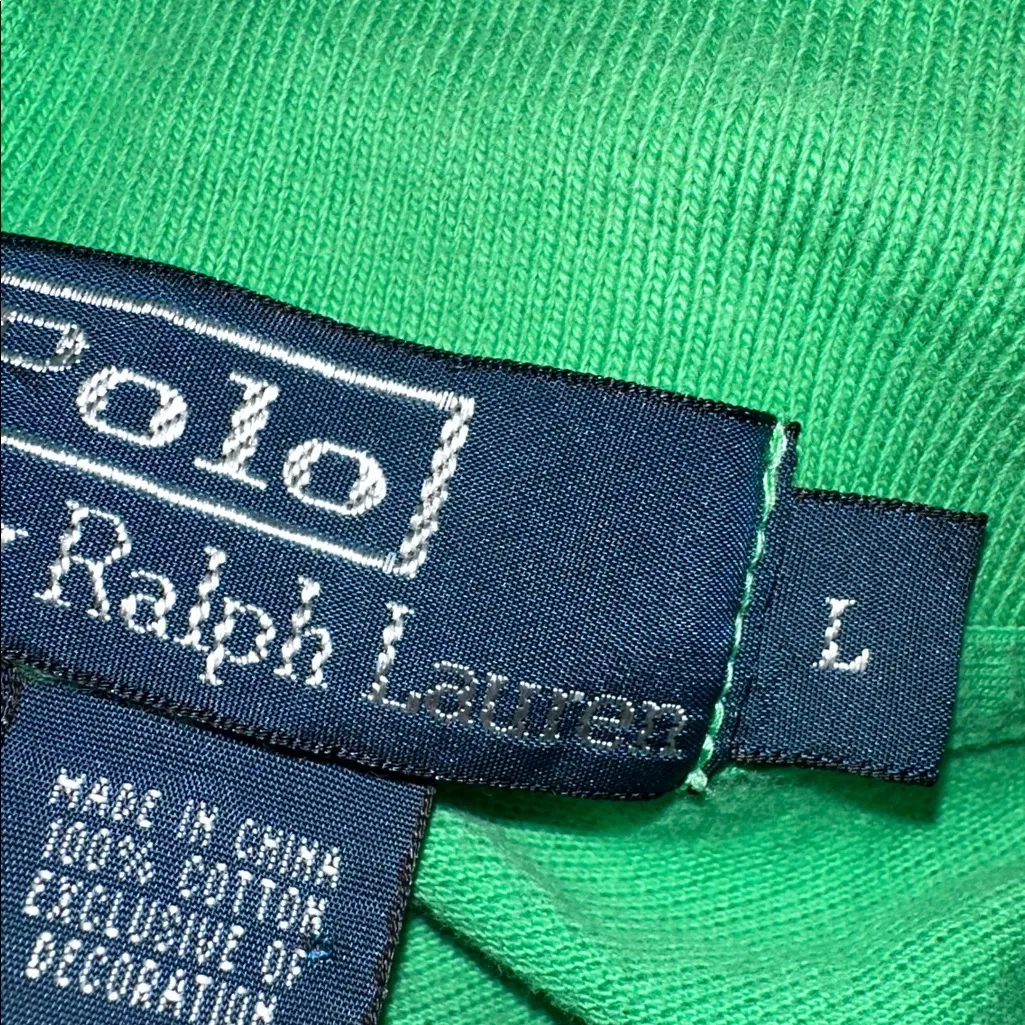 Polo
Ralph Lauren
L
MADE IN CHINA
100% COTTON
EXCLUSIVE OF
DECORATION